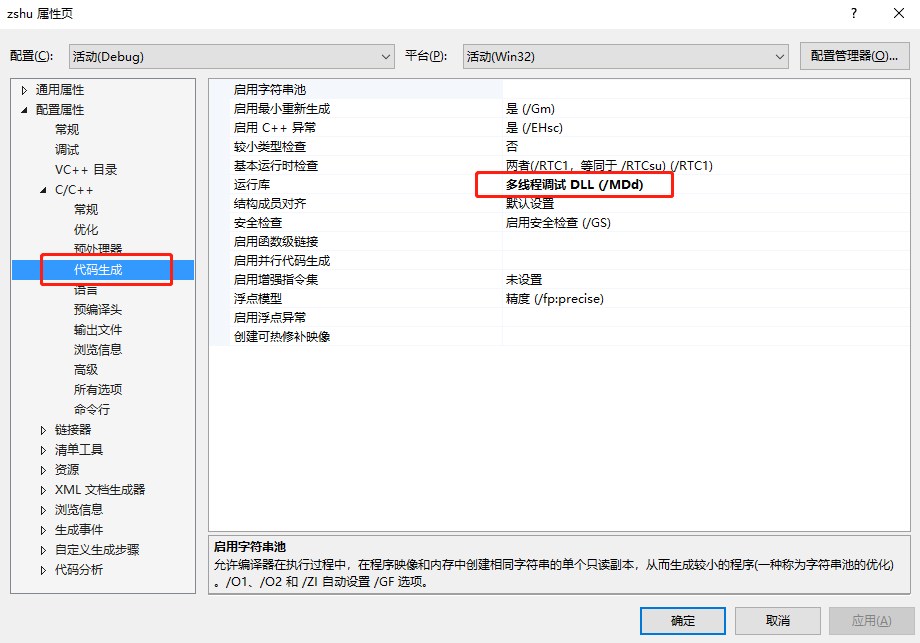 zshu 属性页
配置(C): 活动(Debug) 平台(P): 活动(Win32) 配置管理器(O)...
通用属性
配置属性
常规
调试
VC++ 目录
C/C++
常规
优化
预处理器
代码生成
语言
预编译头
输出文件
浏览信息
高级
所有选项
命令行
链接器
清单工具
资源
XML 文档生成器
浏览信息
生成事件
自定义生成步骤
代码分析
启用字符串池
启用最小重新生成 是 (/Gm)
启用 C++ 异常 是 (/EHsc)
较小类型检查 否
基本运行时检查 两者(/RTC1，等同于 /RTCsu) (/RTC1)
运行库 多线程调试 DLL (/MDd)
结构成员对齐 默认设置
安全检查 启用安全检查 (/GS)
启用函数级链接
启用并行代码生成
启用增强指令集 未设置
浮点模型 精度 (/fp:precise)
启用浮点异常
创建可热修补映像
启用字符串池
允许编译器在执行过程中，在程序映像和内存中创建相同字符串的单个只读副本，从而生成较小的程序(一种称为字符串池的优化)
。/O1、/O2 和 /ZI 自动设置 /GF 选项。
确定 取消 应用(A)